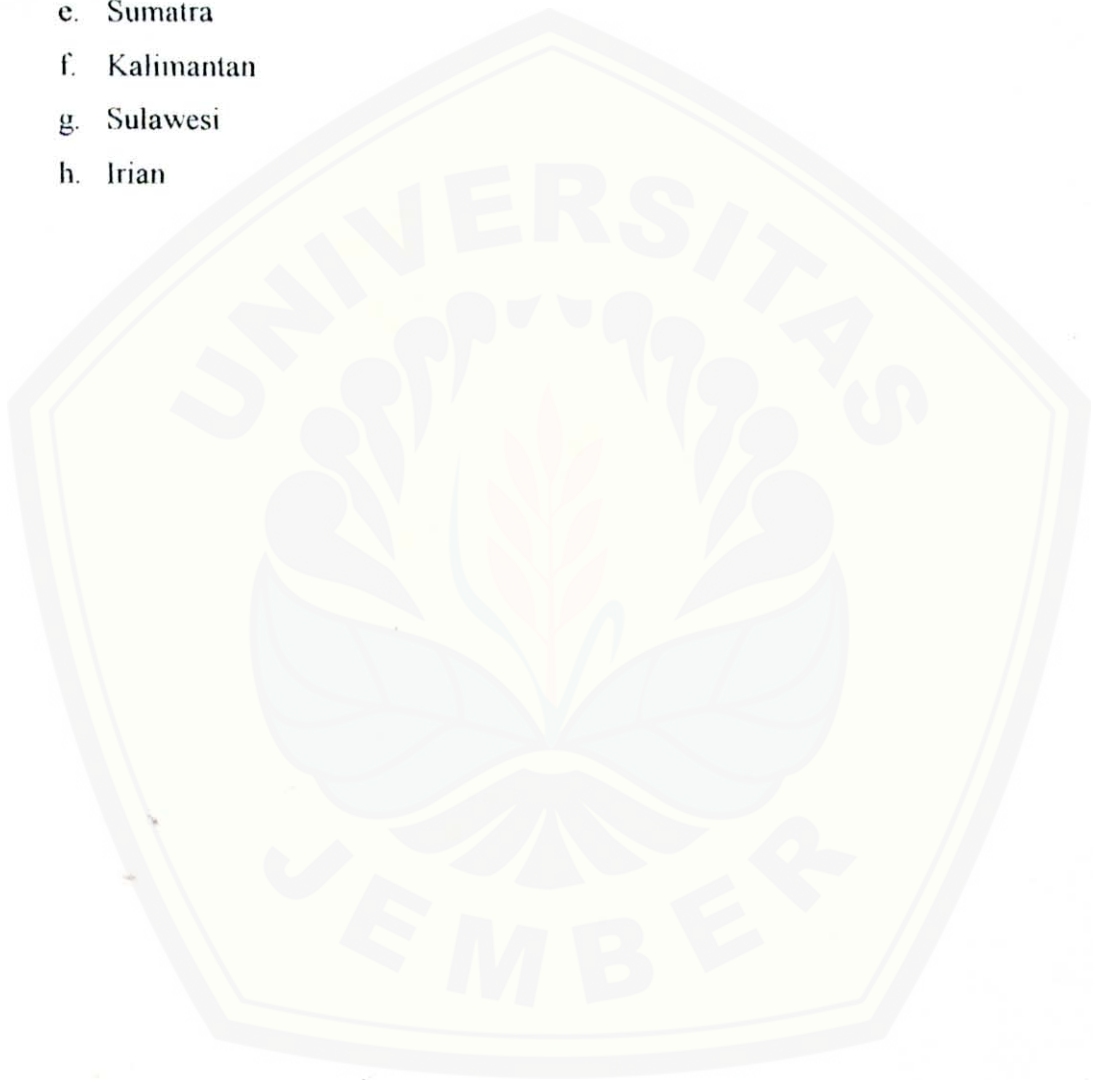 e. Sumatra
f. Kalimantan
g. Sulawesi
h. Irian
UNIVERSITAS
JEMBER